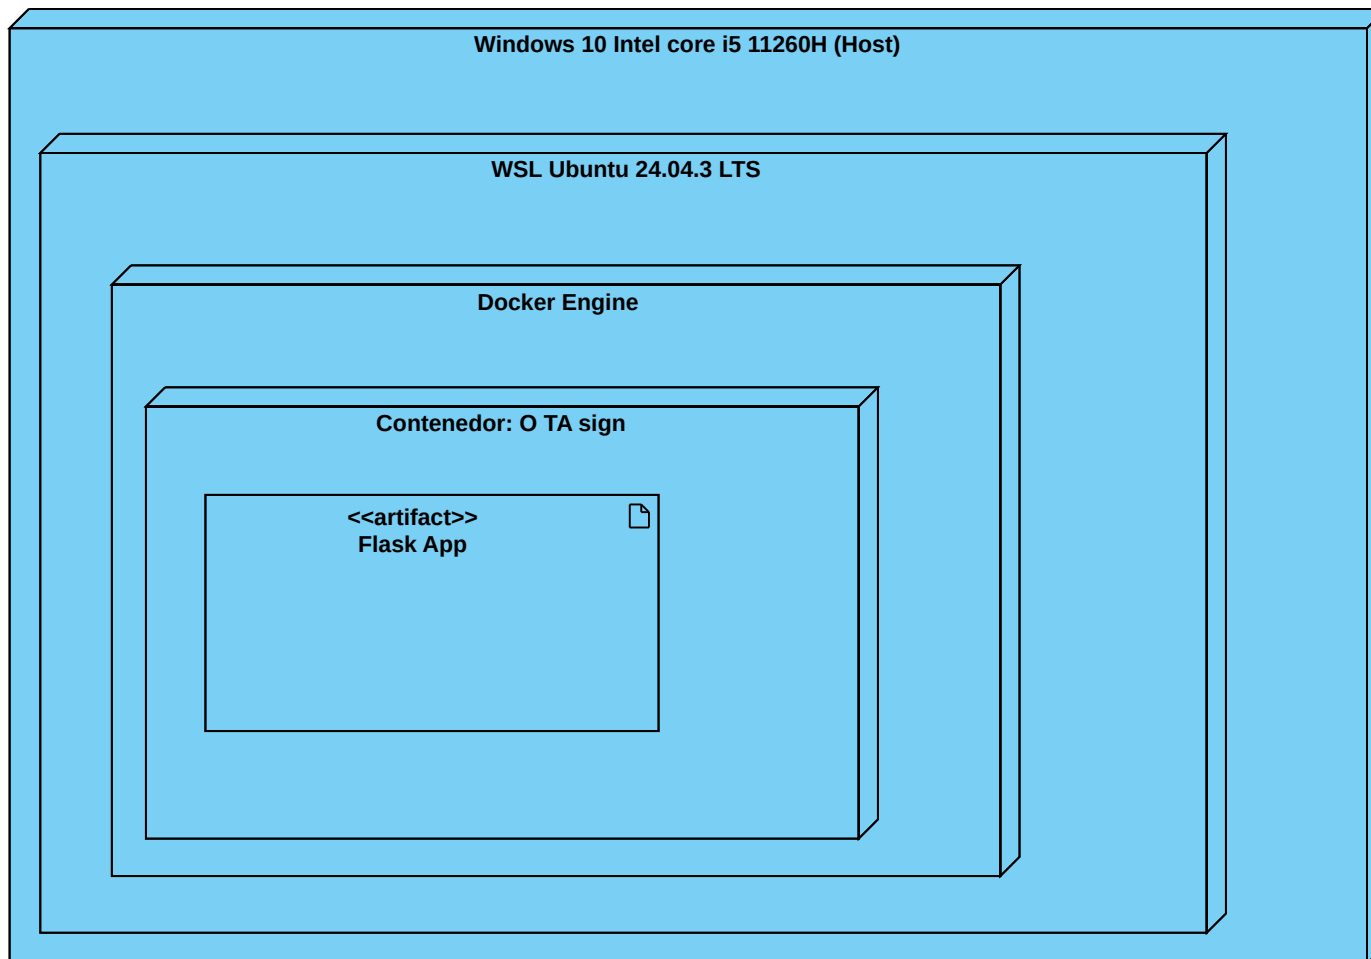 Windows 10 Intel core i5 11260H (Host)
WSL Ubuntu 24.04.3 LTS
Docker Engine
Contenedor: O TA sign
<<artifact>>
Flask App